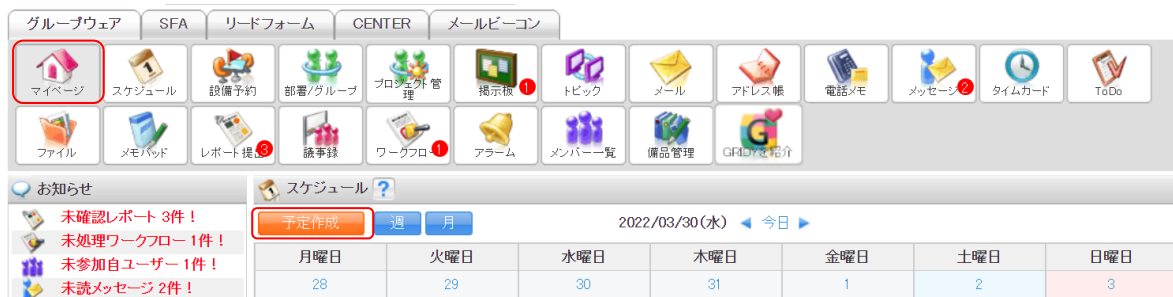 グループウェア SFA リードフォーム CENTER メールビーコン
マイページ スケジュール 設備予約 部署/グループ プロジェクト管理 掲示板 1 トピック メール アドレス帳 電話メモ メッセージ 2 タイムカード ToDo
ファイル メモパッド レポート提出 3 議事録 ワークフロー 1 アラーム メンバー一覧 備品管理 GRIDYを紹介
お知らせ スケジュール ?
未確認レポート 3件！
未処理ワークフロー 1件！
未参加自ユーザー 1件！
未読メッセージ 2件！
予定作成 週 月 2022/03/30(水) 今日
月曜日 火曜日 水曜日 木曜日 金曜日 土曜日 日曜日
28 29 30 31 1 2 3